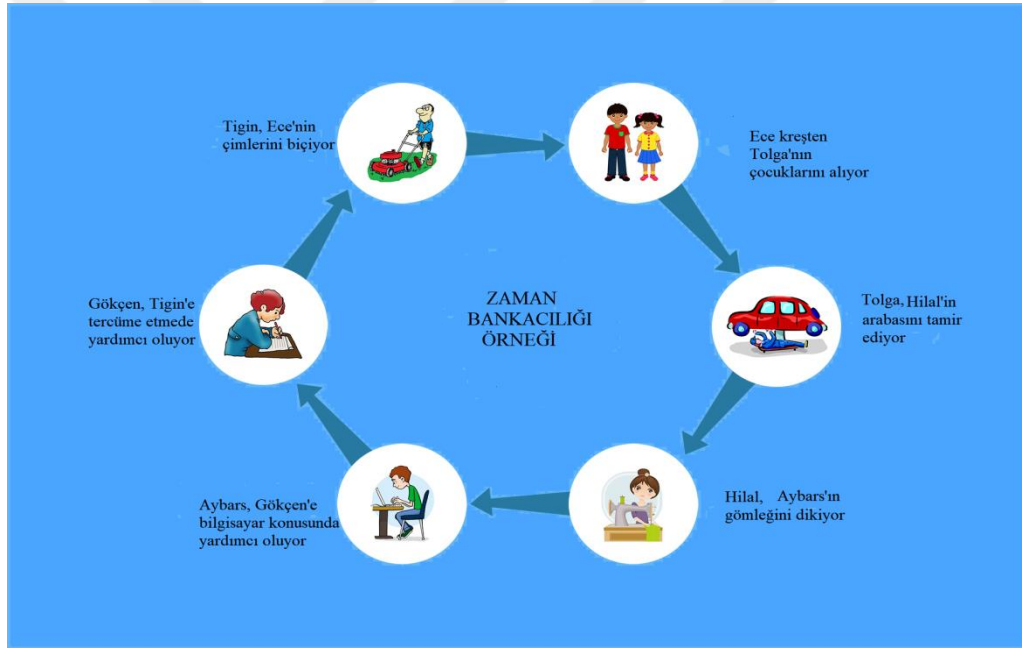 Tigin, Ece'nin
çimlerini biçiyor
Ece kreşten
Tolga'nın
çocuklarını alıyor
Tolga, Hilal'in
arabasını tamir
ediyor
Hilal, Aybars'ın
gömleğini dikiyor
Aybars, Gökçen'e
bilgisayar konusunda
yardımcı oluyor
Gökçen, Tigin'e
tercüme etmede
yardımcı oluyor
ZAMAN
BANKACILIĞI
ÖRNEĞİ